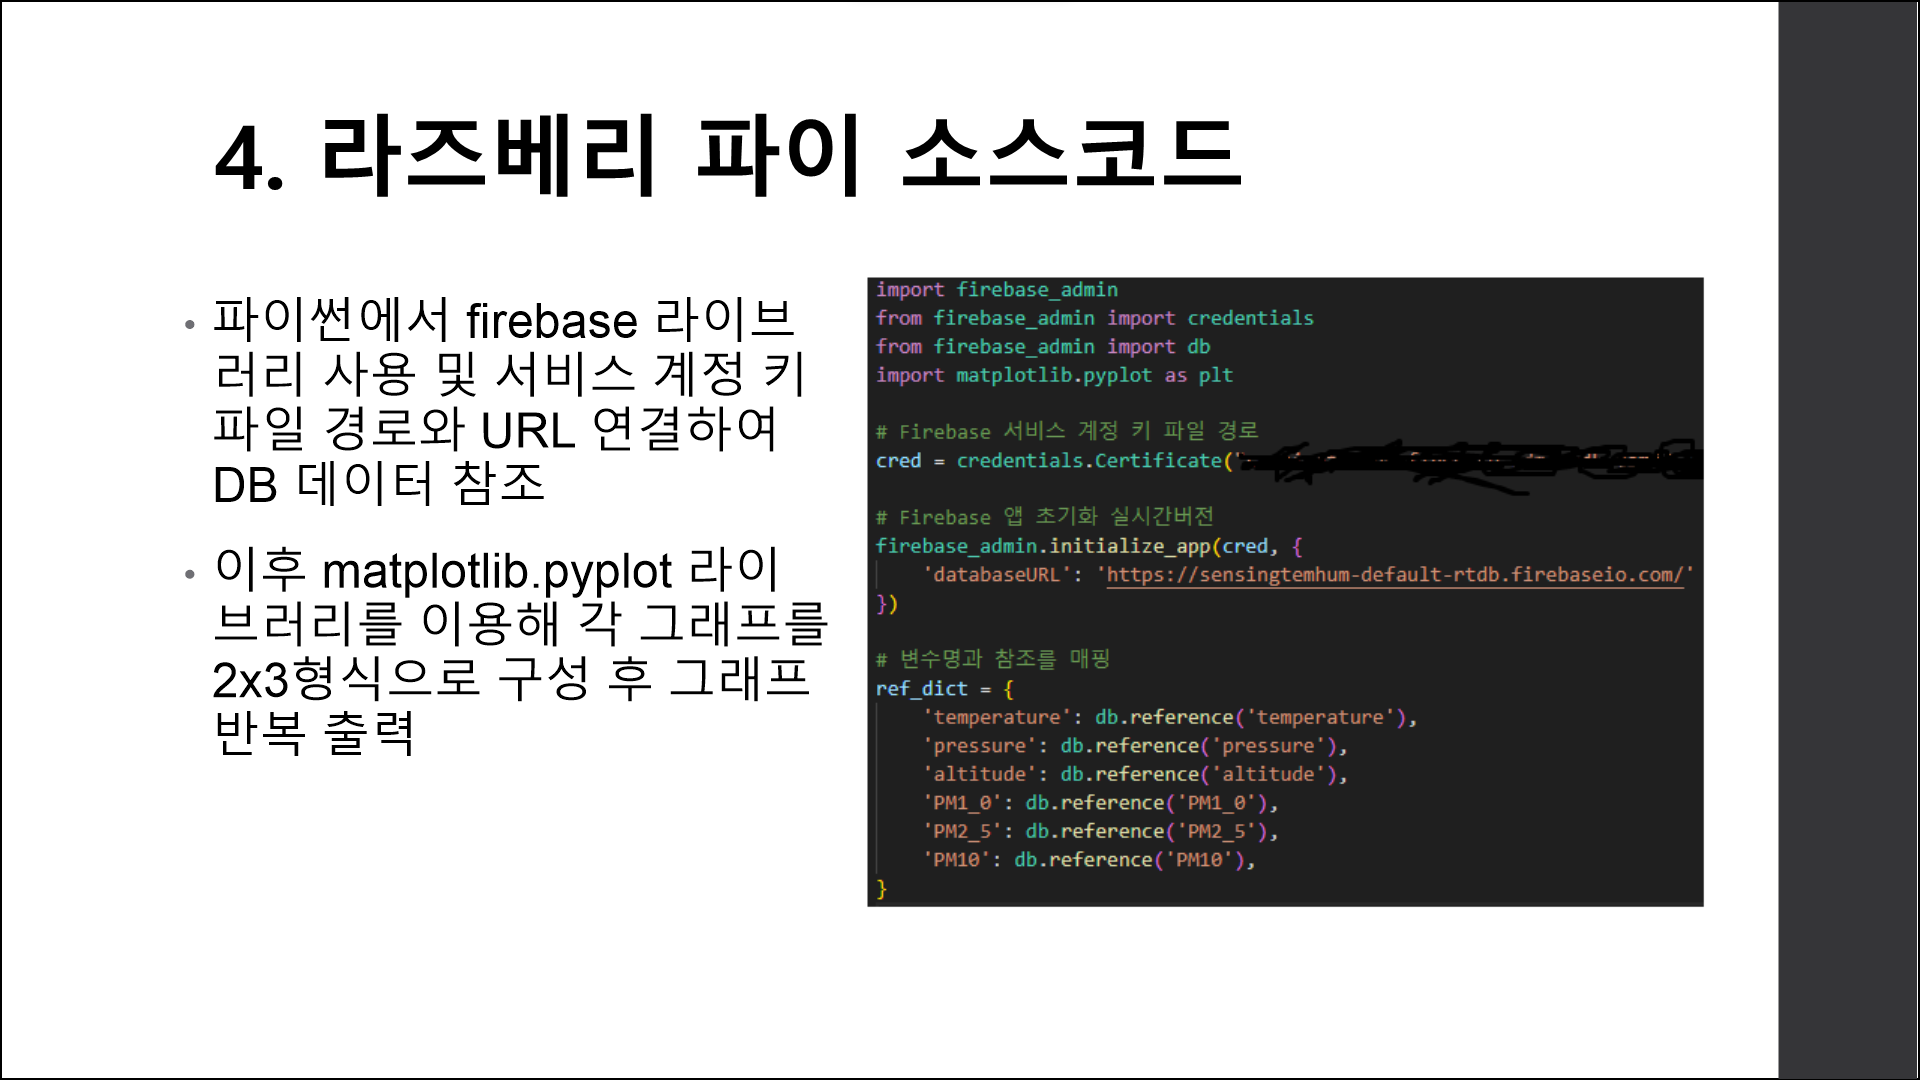 4. 라즈베리 파이 소스코드
• 파이썬에서 firebase 라이브
러리 사용 및 서비스 계정 키
파일 경로와 URL 연결하여
DB 데이터 참조
• 이후 matplotlib.pyplot 라이
브러리를 이용해 각 그래프를
2x3형식으로 구성 후 그래프
반복 출력
import firebase_admin
from firebase_admin import credentials
from firebase_admin import db
import matplotlib.pyplot as plt
# Firebase 서비스 계정 키 파일 경로
cred = credentials.Certificate("
# Firebase 앱 초기화 실시간버전
firebase_admin.initialize_app(cred, {
'databaseURL': 'https://sensingtemhum-default-rtdb.firebaseio.com/'
})
# 변수명과 참조를 매핑
ref_dict = {
'temperature': db.reference('temperature'),
'pressure': db.reference('pressure'),
'altitude': db.reference('altitude'),
'PM1_0': db.reference('PM1_0'),
'PM2_5': db.reference('PM2_5'),
'PM10': db.reference('PM10'),
}